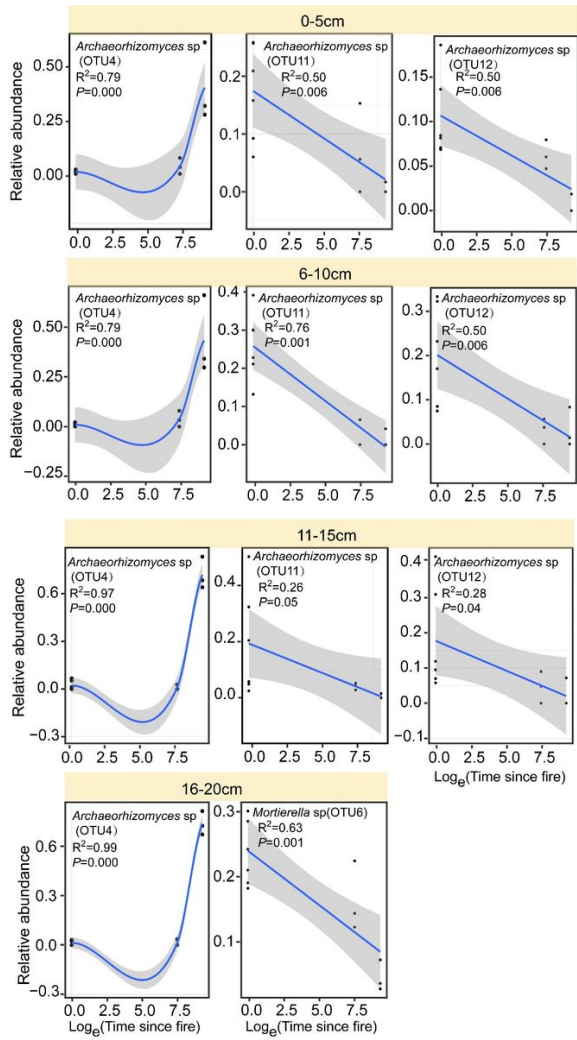 0-5cm
Relative abundance
Archaeorhizomyces sp
(OTU4)
R²=0.79
P=0.000
0.50
0.25
0.00
0.0 2.5 5.0 7.5
Archaeorhizomyces sp
(OTU11)
R²=0.50
P=0.006
0.2
0.1
0.0
0.0 2.5 5.0 7.5
Archaeorhizomyces sp
(OTU12)
R²=0.50
P=0.006
0.15
0.10
0.05
0.00
0.0 2.5 5.0 7.5
6-10cm
Relative abundance
Archaeorhizomyces sp
(OTU4)
R²=0.79
P=0.000
0.50
0.25
0.00
−0.25
0.0 2.5 5.0 7.5
Archaeorhizomyces sp
(OTU11)
R²=0.76
P=0.001
0.4
0.3
0.2
0.1
0.0
0.0 2.5 5.0 7.5
Archaeorhizomyces sp
(OTU12)
R²=0.50
P=0.006
0.3
0.2
0.1
0.0
0.0 2.5 5.0 7.5
11-15cm
Relative abundance
Archaeorhizomyces sp
(OTU4)
R²=0.97
P=0.000
0.6
0.3
0.0
−0.3
0.0 2.5 5.0 7.5
Archaeorhizomyces sp
(OTU11)
R²=0.26
P=0.05
0.4
0.2
0.0
0.0 2.5 5.0 7.5
Archaeorhizomyces sp
(OTU12)
R²=0.28
P=0.04
0.4
0.3
0.2
0.1
0.0
−0.1
0.0 2.5 5.0 7.5
Loge(Time since fire)
16-20cm
Relative abundance
Archaeorhizomyces sp
(OTU4)
R²=0.99
P=0.000
0.6
0.3
0.0
−0.3
0.0 2.5 5.0 7.5
Loge(Time since fire)
Mortierella sp(OTU6)
R²=0.63
P=0.001
0.3
0.2
0.1
0.0 2.5 5.0 7.5
Loge(Time since fire)